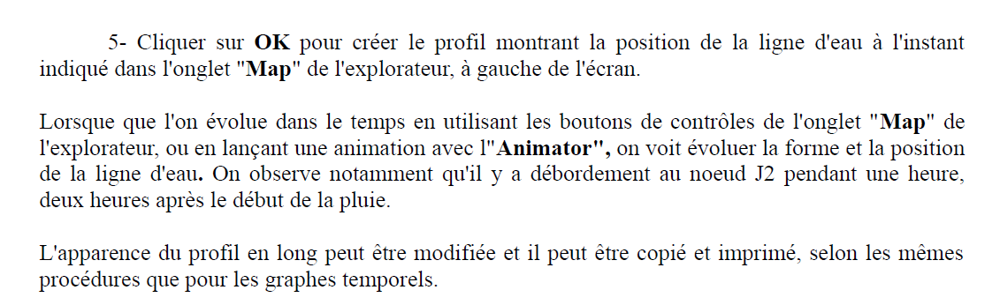 5- Cliquer sur OK pour créer le profil montrant la position de la ligne d'eau à l'instant
indiqué dans l'onglet "Map" de l'explorateur, à gauche de l'écran.
Lorsque que l'on évolue dans le temps en utilisant les boutons de contrôles de l'onglet "Map" de
l'explorateur, ou en lançant une animation avec l'"Animator", on voit évoluer la forme et la position
de la ligne d'eau. On observe notamment qu'il y a débordement au noeud J2 pendant une heure,
deux heures après le début de la pluie.
L'apparence du profil en long peut être modifiée et il peut être copié et imprimé, selon les mêmes
procédures que pour les graphes temporels.